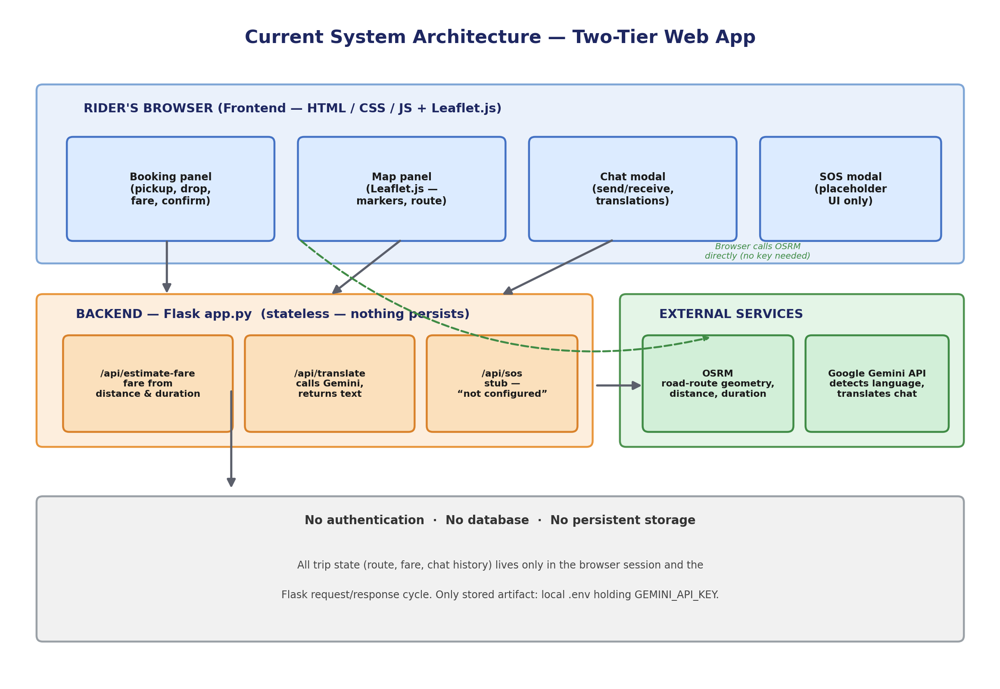 Current System Architecture — Two-Tier Web App
RIDER'S BROWSER (Frontend — HTML / CSS / JS + Leaflet.js)
Booking panel
(pickup, drop,
fare, confirm)
Map panel
(Leaflet.js —
markers, route)
Chat modal
(send/receive,
translations)
SOS modal
(placeholder
UI only)
Browser calls OSRM
directly (no key needed)
BACKEND — Flask app.py  (stateless — nothing persists)
/api/estimate-fare
fare from
distance & duration
/api/translate
calls Gemini,
returns text
/api/sos
stub —
“not configured”
EXTERNAL SERVICES
OSRM
road-route geometry,
distance, duration
Google Gemini API
detects language,
translates chat
No authentication  ·  No database  ·  No persistent storage
All trip state (route, fare, chat history) lives only in the browser session and the
Flask request/response cycle. Only stored artifact: local .env holding GEMINI_API_KEY.